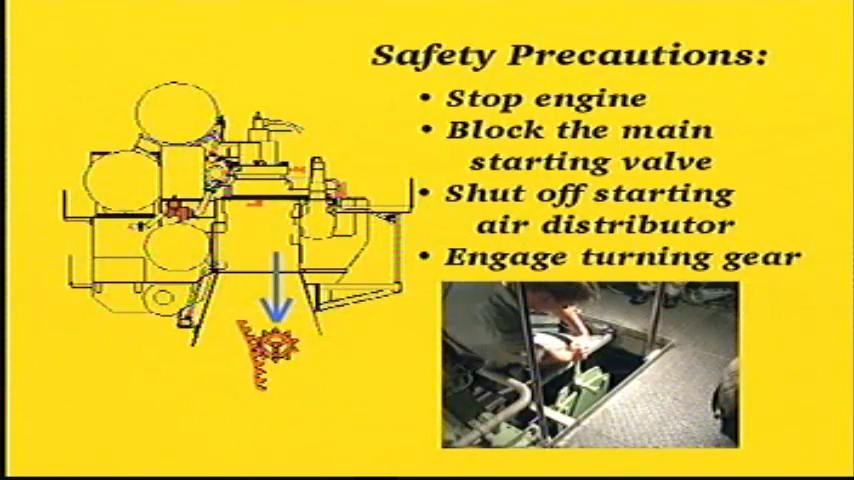 Safety Precautions:
• Stop engine
• Block the main
starting valve
• Shut off starting
air distributor
• Engage turning gear